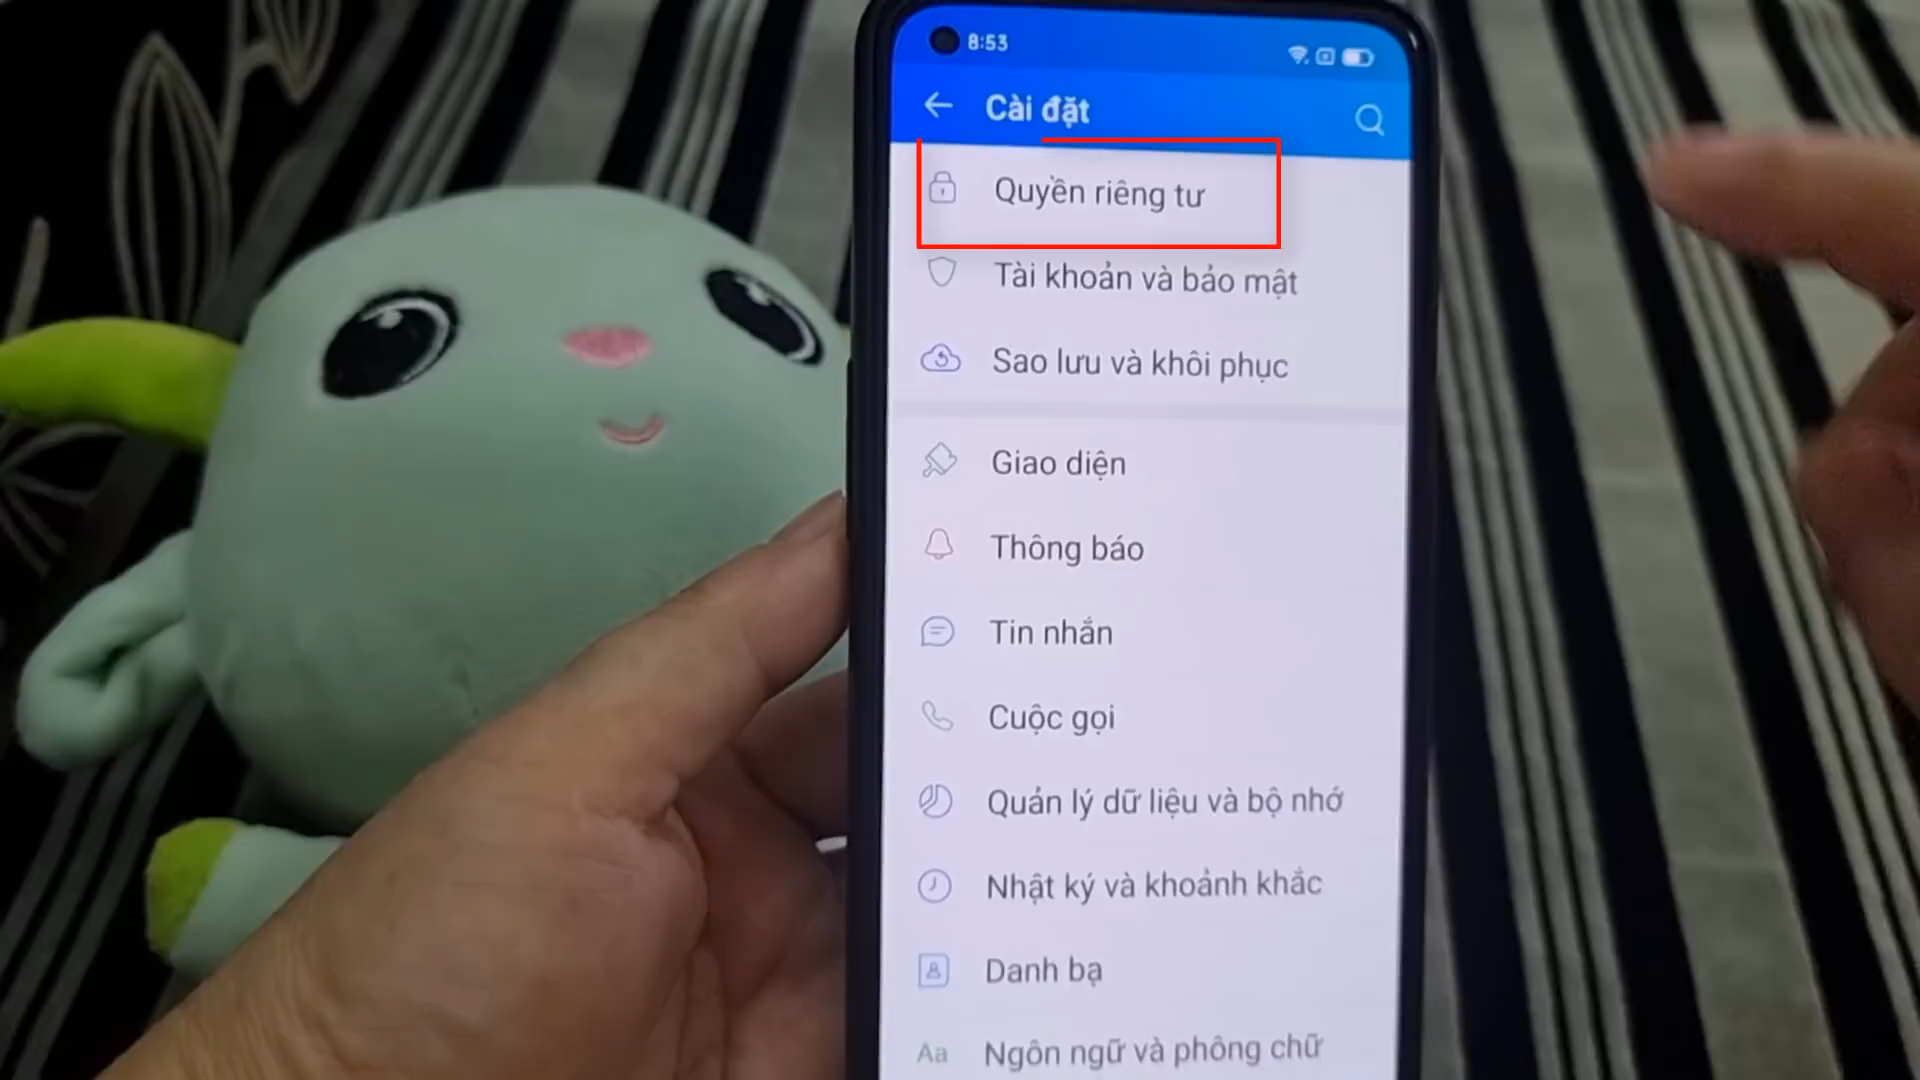 8:53
Cài đặt
Quyền riêng tư
Tài khoản và bảo mật
Sao lưu và khôi phục
Giao diện
Thông báo
Tin nhắn
Cuộc gọi
Quản lý dữ liệu và bộ nhớ
Nhật ký và khoảnh khắc
Danh bạ
Aa Ngôn ngữ và phông chữ